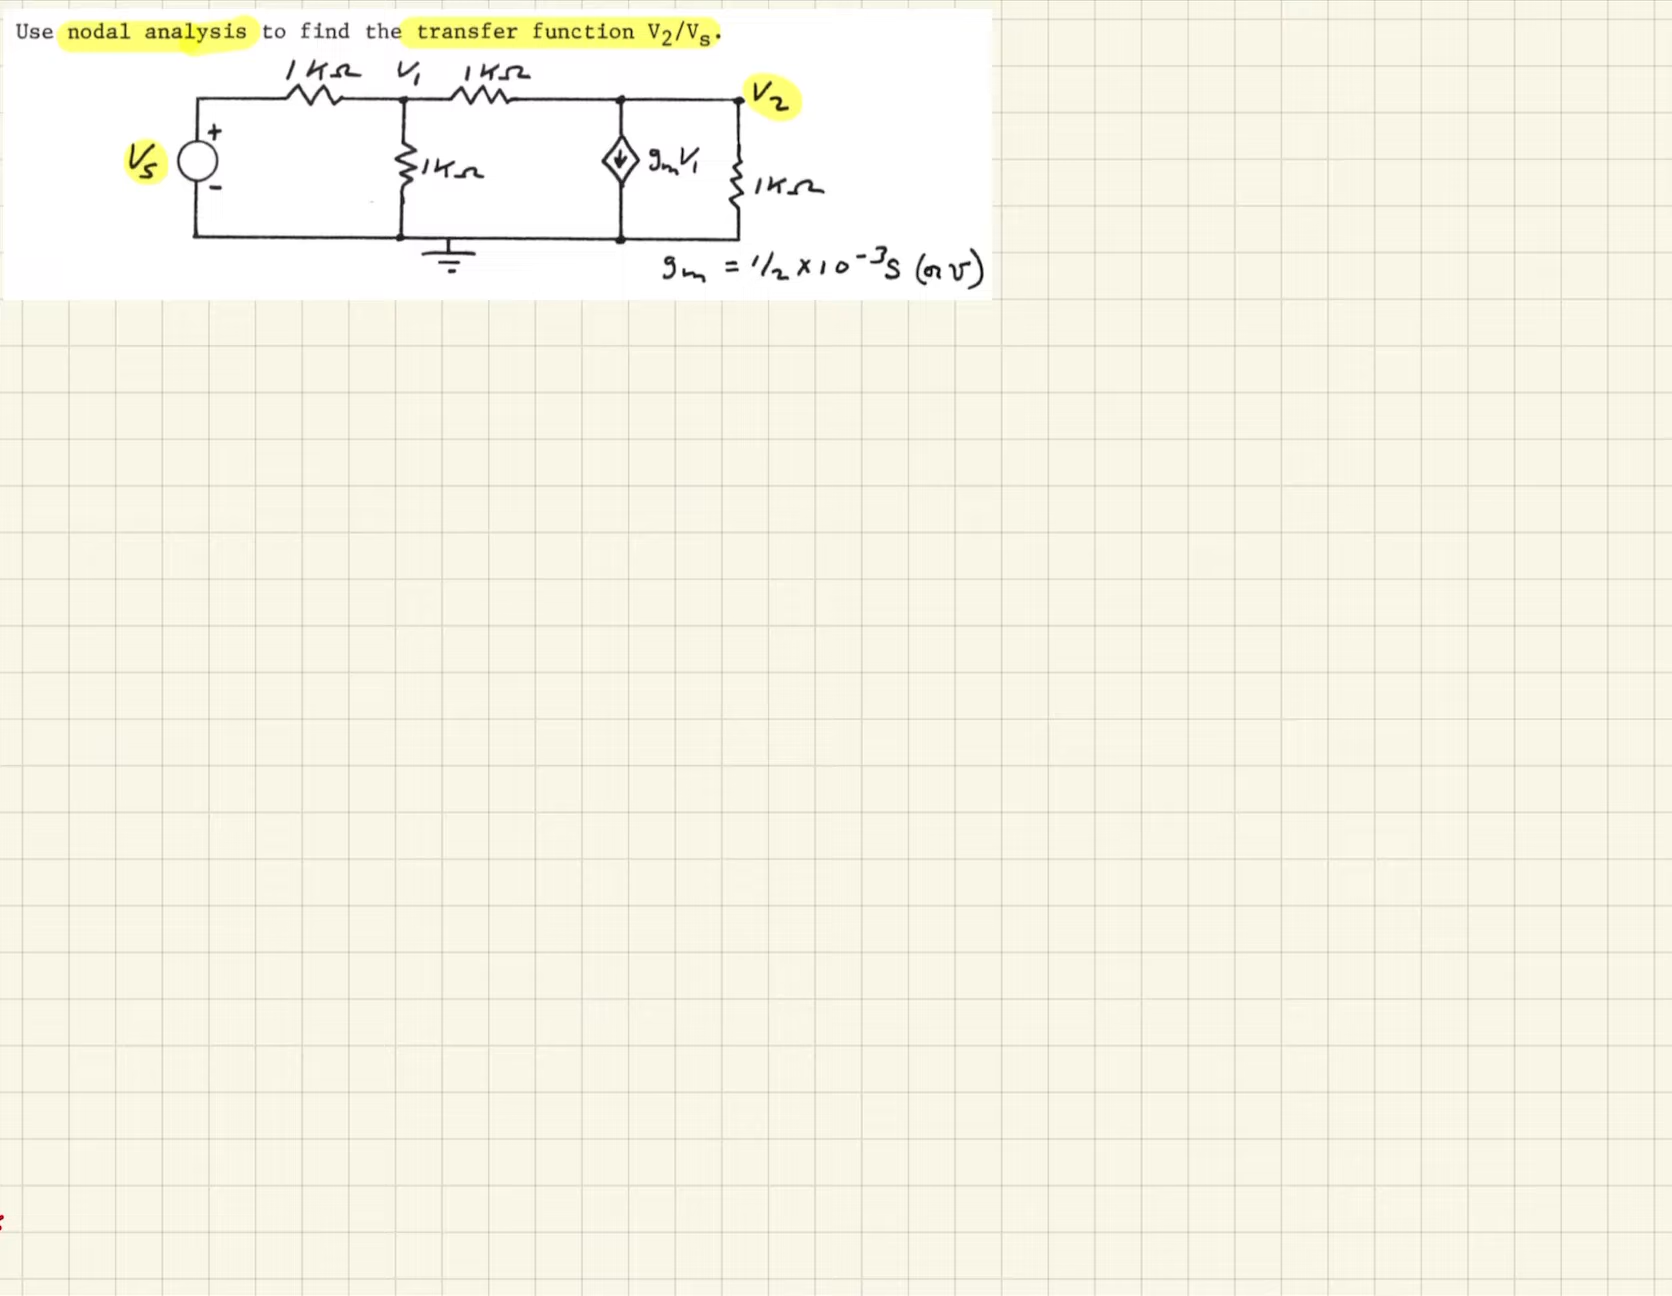 Use nodal analysis to find the transfer function V₂/Vₛ.
1KΩ V₁ 1KΩ
V₂
+
Vₛ
-
1KΩ
gₘV₁
1KΩ
gₘ = 1/2 × 10⁻³S (or ℧)